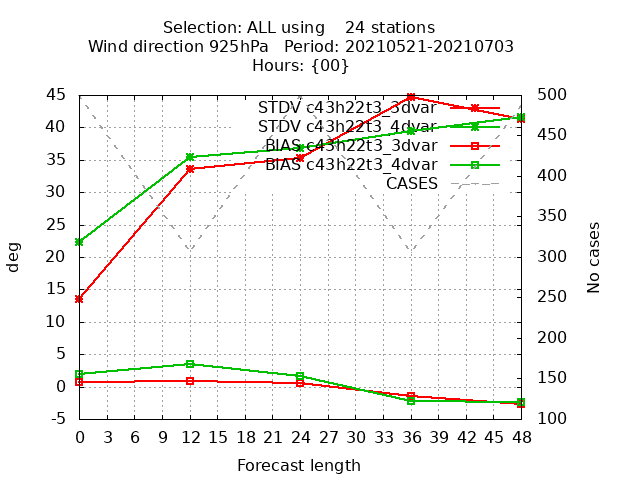 Selection: ALL using    24 stations
Wind direction 925hPa   Period: 20210521-20210703
Hours: {00}
STDV c43h22t3_3dvar
STDV c43h22t3_4dvar
BIAS c43h22t3_3dvar
BIAS c43h22t3_4dvar
CASES
deg
45
40
35
30
25
20
15
10
5
0
-5
No cases
500
450
400
350
300
250
200
150
100
0 3 6 9 12 15 18 21 24 27 30 33 36 39 42 45 48
Forecast length